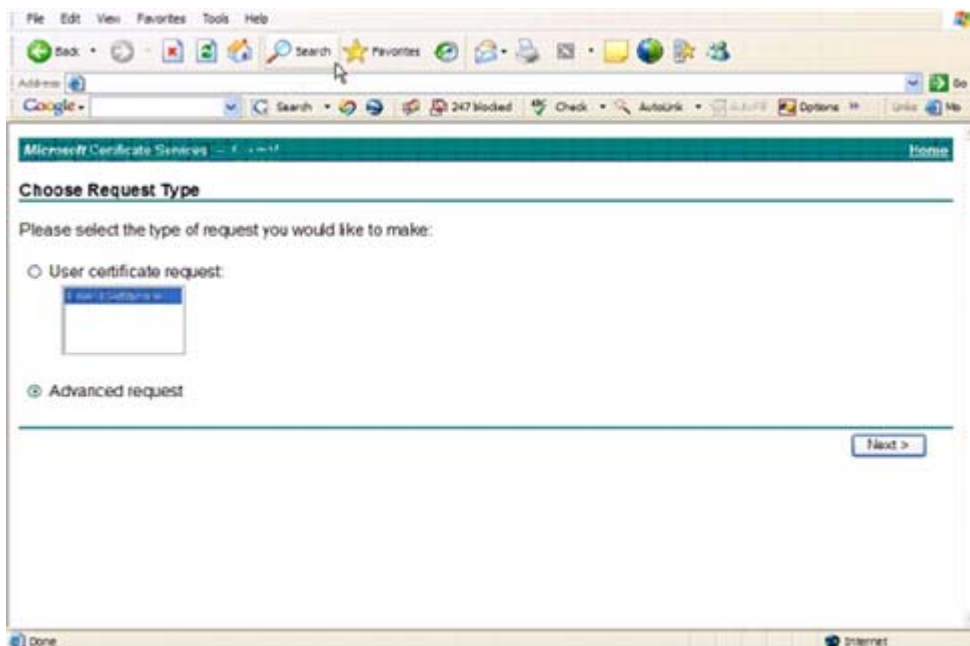 File Edit View Favorites Tools Help
Back Search Favorites
Address Go
Google Search 247 blocked Check AutoLink AutoFill Options Links
Microsoft Certificate Services -- Home
Choose Request Type
Please select the type of request you would like to make:
User certificate request:
Advanced request
Next >
Done Internet